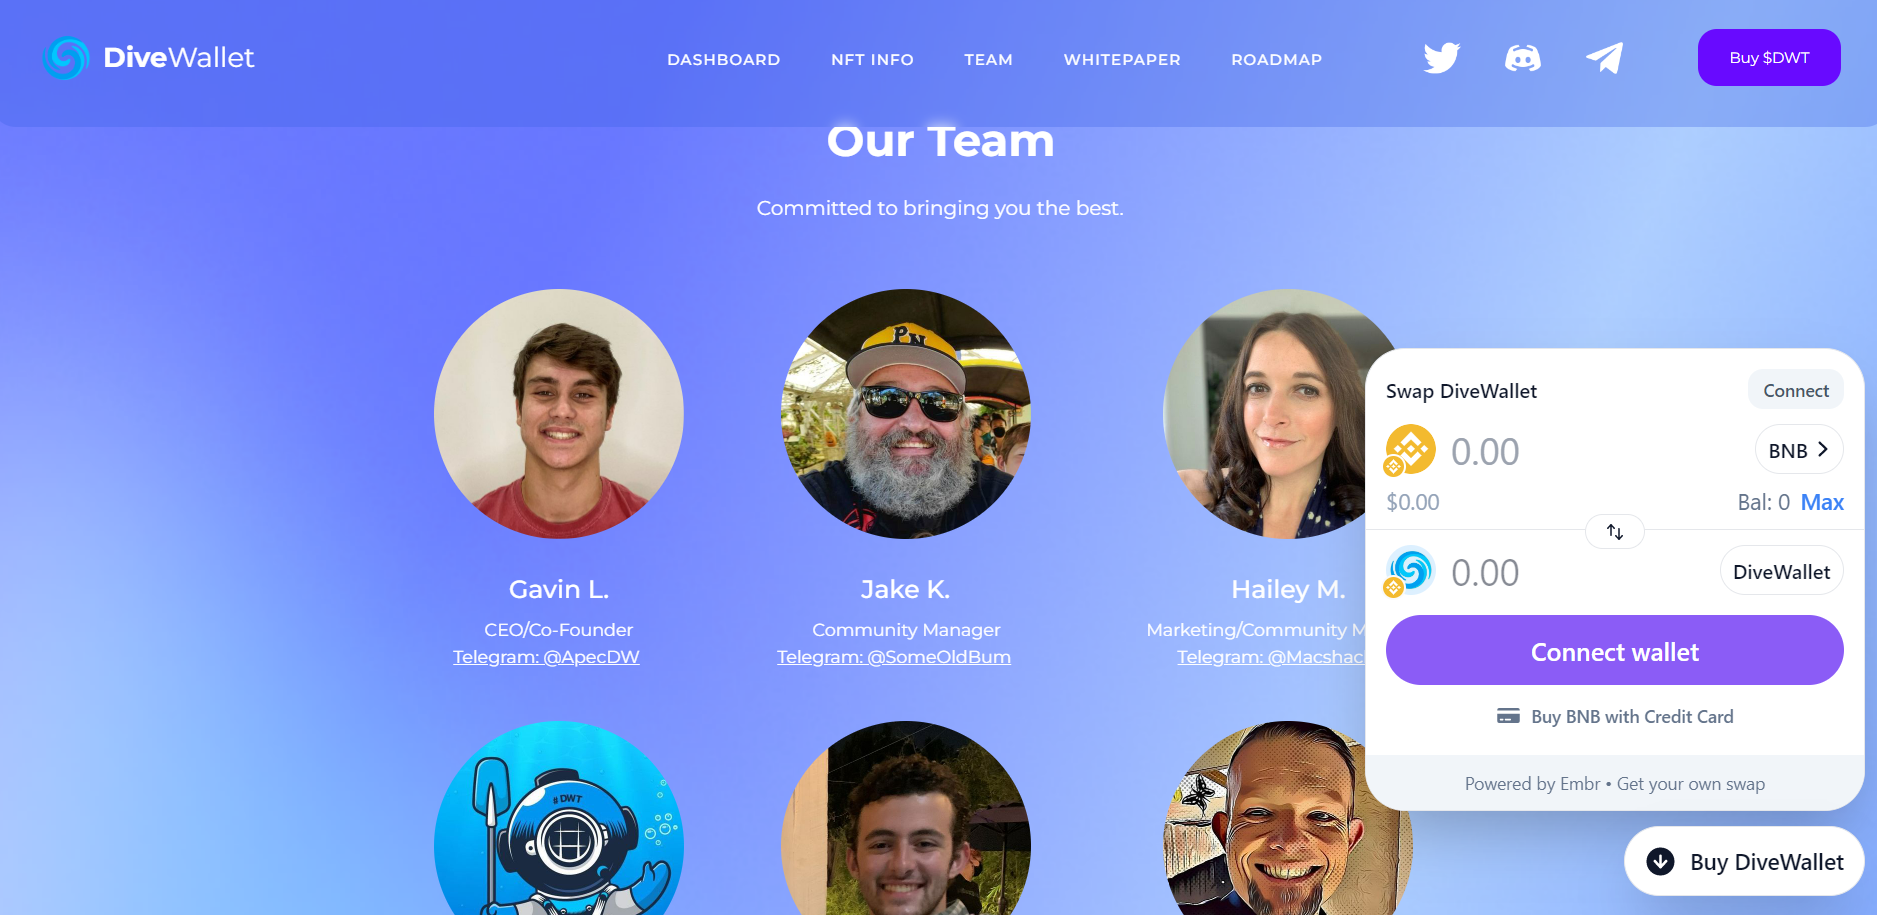 DiveWallet
DASHBOARD
NFT INFO
TEAM
WHITEPAPER
ROADMAP
Buy $DWT
Our Team
Committed to bringing you the best.
PN
Gavin L.
CEO/Co-Founder
Telegram: @ApecDW
Jake K.
Community Manager
Telegram: @SomeOldBum
Hailey M.
Marketing/Community
Telegram:
#DWT
Swap DiveWallet
Connect
0.00
BNB
$0.00
Bal: 0 Max
0.00
DiveWallet
Connect wallet
Buy BNB with Credit Card
Powered by Embr • Get your own swap
Buy DiveWallet